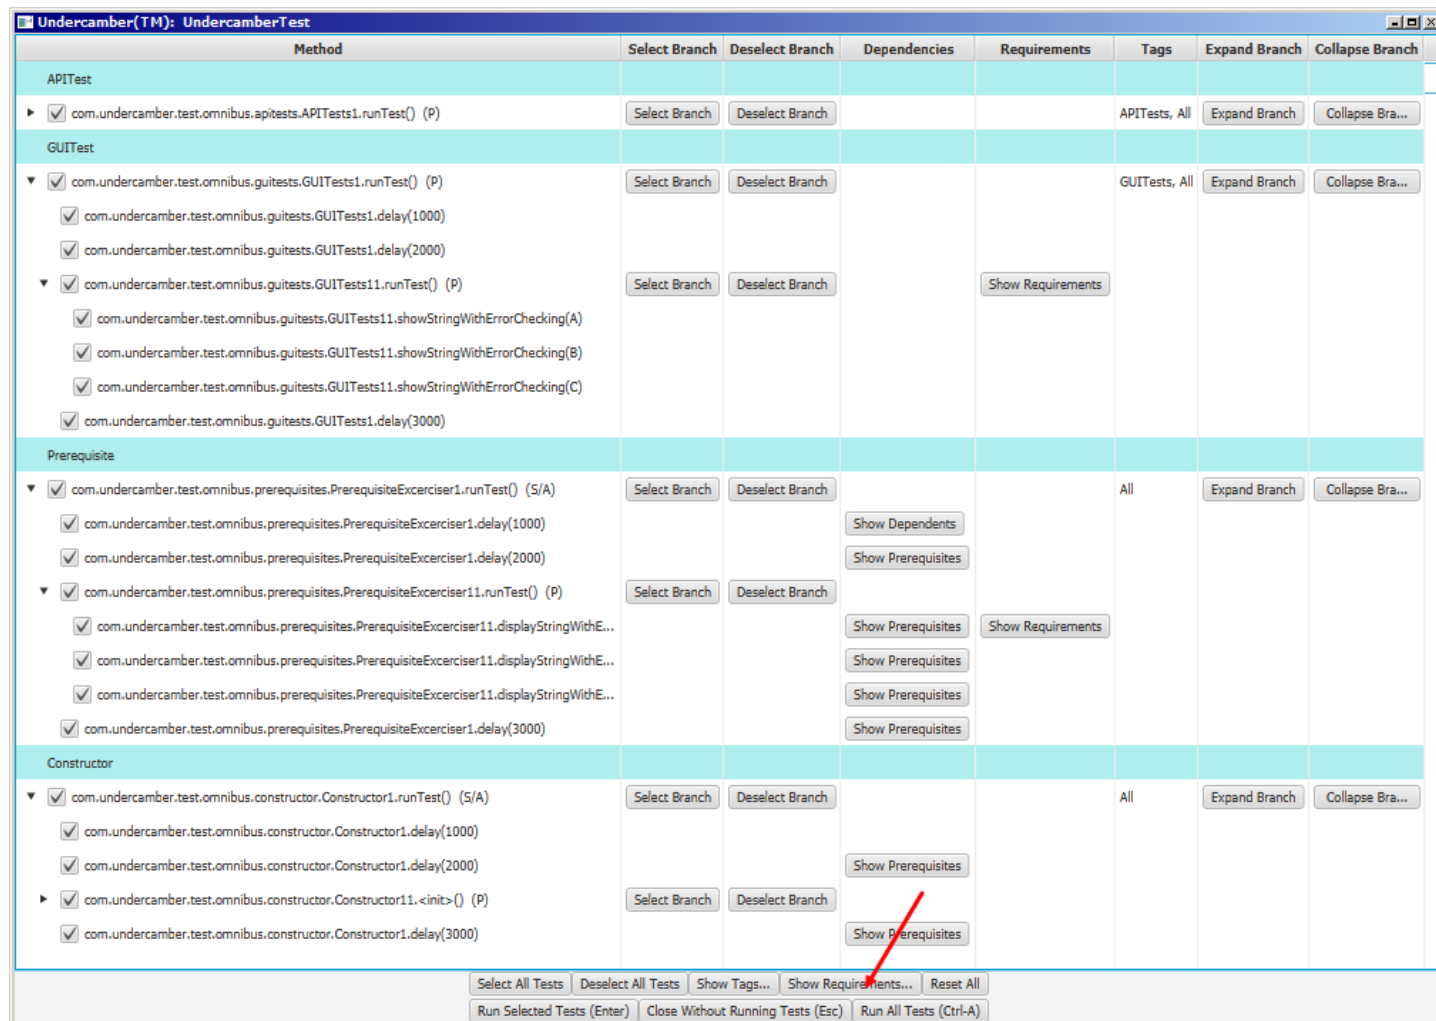 Undercamber(TM): UndercamberTest
Method Select Branch Deselect Branch Dependencies Requirements Tags Expand Branch Collapse Branch
APITest
com.undercamber.test.omnibus.apitests.APITests1.runTest() (P) Select Branch Deselect Branch APITests, All Expand Branch Collapse Bra...
GUITest
com.undercamber.test.omnibus.guitests.GUITests1.runTest() (P) Select Branch Deselect Branch GUITests, All Expand Branch Collapse Bra...
com.undercamber.test.omnibus.guitests.GUITests1.delay(1000)
com.undercamber.test.omnibus.guitests.GUITests1.delay(2000)
com.undercamber.test.omnibus.guitests.GUITests11.runTest() (P) Select Branch Deselect Branch Show Requirements
com.undercamber.test.omnibus.guitests.GUITests11.showStringWithErrorChecking(A)
com.undercamber.test.omnibus.guitests.GUITests11.showStringWithErrorChecking(B)
com.undercamber.test.omnibus.guitests.GUITests11.showStringWithErrorChecking(C)
com.undercamber.test.omnibus.guitests.GUITests1.delay(3000)
Prerequisite
com.undercamber.test.omnibus.prerequisites.PrerequisiteExcerciser1.runTest() (S/A) Select Branch Deselect Branch All Expand Branch Collapse Bra...
com.undercamber.test.omnibus.prerequisites.PrerequisiteExcerciser1.delay(1000) Show Dependents
com.undercamber.test.omnibus.prerequisites.PrerequisiteExcerciser1.delay(2000) Show Prerequisites
com.undercamber.test.omnibus.prerequisites.PrerequisiteExcerciser11.runTest() (P) Select Branch Deselect Branch
com.undercamber.test.omnibus.prerequisites.PrerequisiteExcerciser11.displayStringWithE... Show Prerequisites Show Requirements
com.undercamber.test.omnibus.prerequisites.PrerequisiteExcerciser11.displayStringWithE... Show Prerequisites
com.undercamber.test.omnibus.prerequisites.PrerequisiteExcerciser11.displayStringWithE... Show Prerequisites
com.undercamber.test.omnibus.prerequisites.PrerequisiteExcerciser1.delay(3000) Show Prerequisites
Constructor
com.undercamber.test.omnibus.constructor.Constructor1.runTest() (S/A) Select Branch Deselect Branch All Expand Branch Collapse Bra...
com.undercamber.test.omnibus.constructor.Constructor1.delay(1000)
com.undercamber.test.omnibus.constructor.Constructor1.delay(2000) Show Prerequisites
com.undercamber.test.omnibus.constructor.Constructor11.<init>() (P) Select Branch Deselect Branch
com.undercamber.test.omnibus.constructor.Constructor1.delay(3000) Show Prerequisites
Select All Tests Deselect All Tests Show Tags... Show Requirements... Reset All
Run Selected Tests (Enter) Close Without Running Tests (Esc) Run All Tests (Ctrl-A)